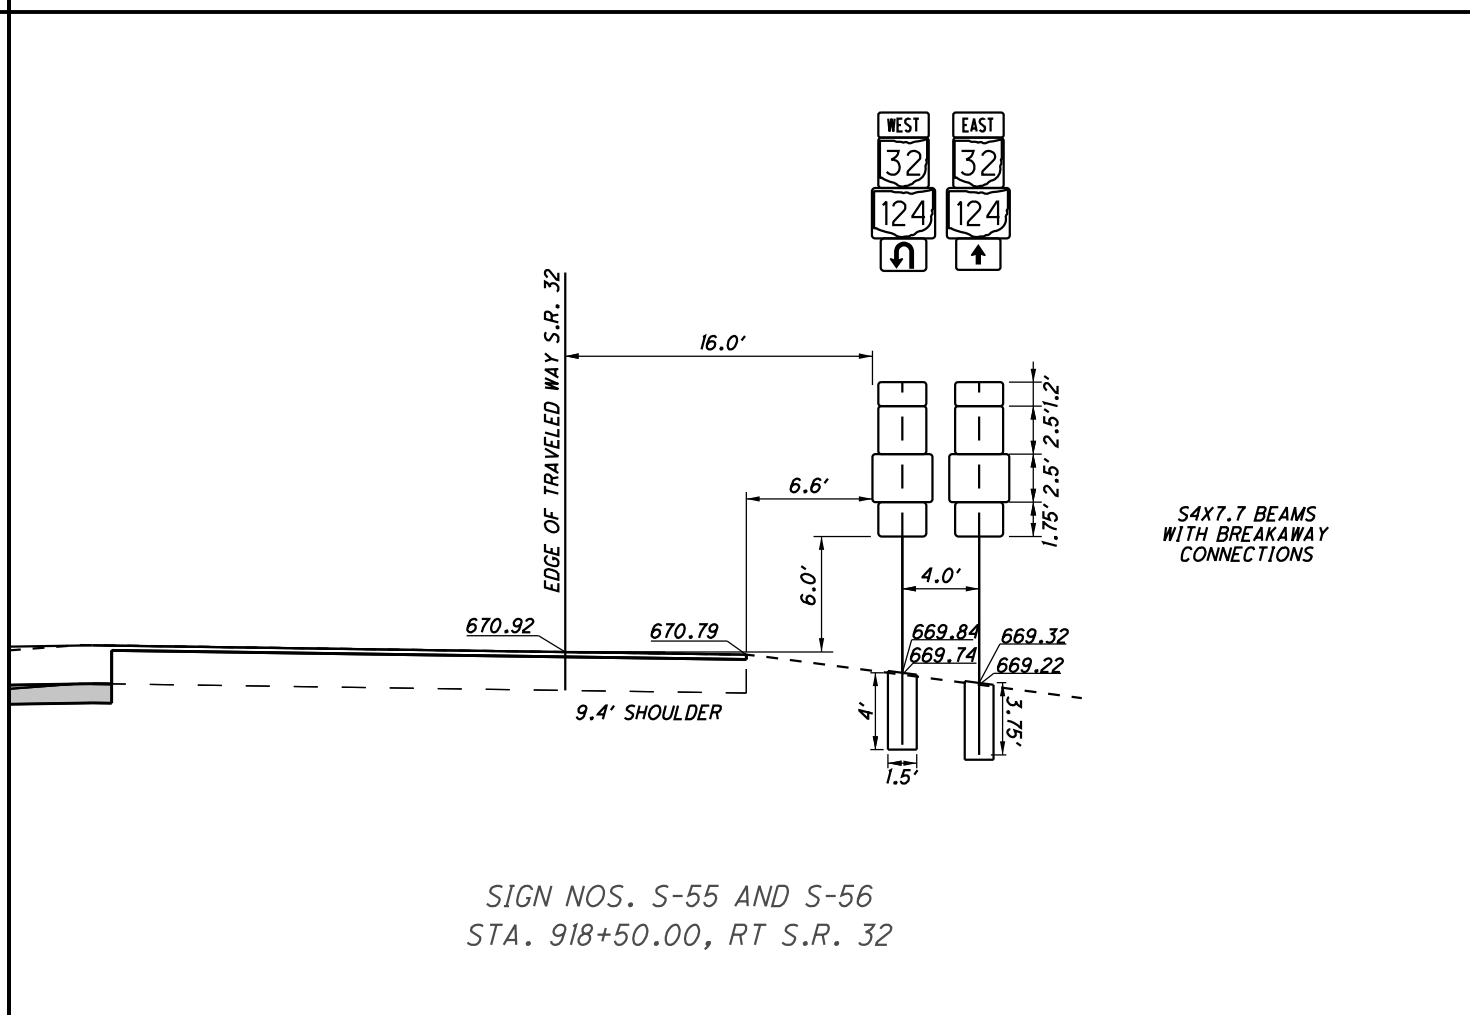 WEST
EAST
32
32
124
124
EDGE OF TRAVELED WAY S.R. 32
16.0'
1.2'
2.5'
2.5'
1.75'
6.6'
6.0'
4.0'
S4X7.7 BEAMS
WITH BREAKAWAY
CONNECTIONS
670.92
670.79
669.84
669.74
669.32
669.22
9.4' SHOULDER
4'
3.75'
1.5'
SIGN NOS. S-55 AND S-56
STA. 918+50.00, RT S.R. 32